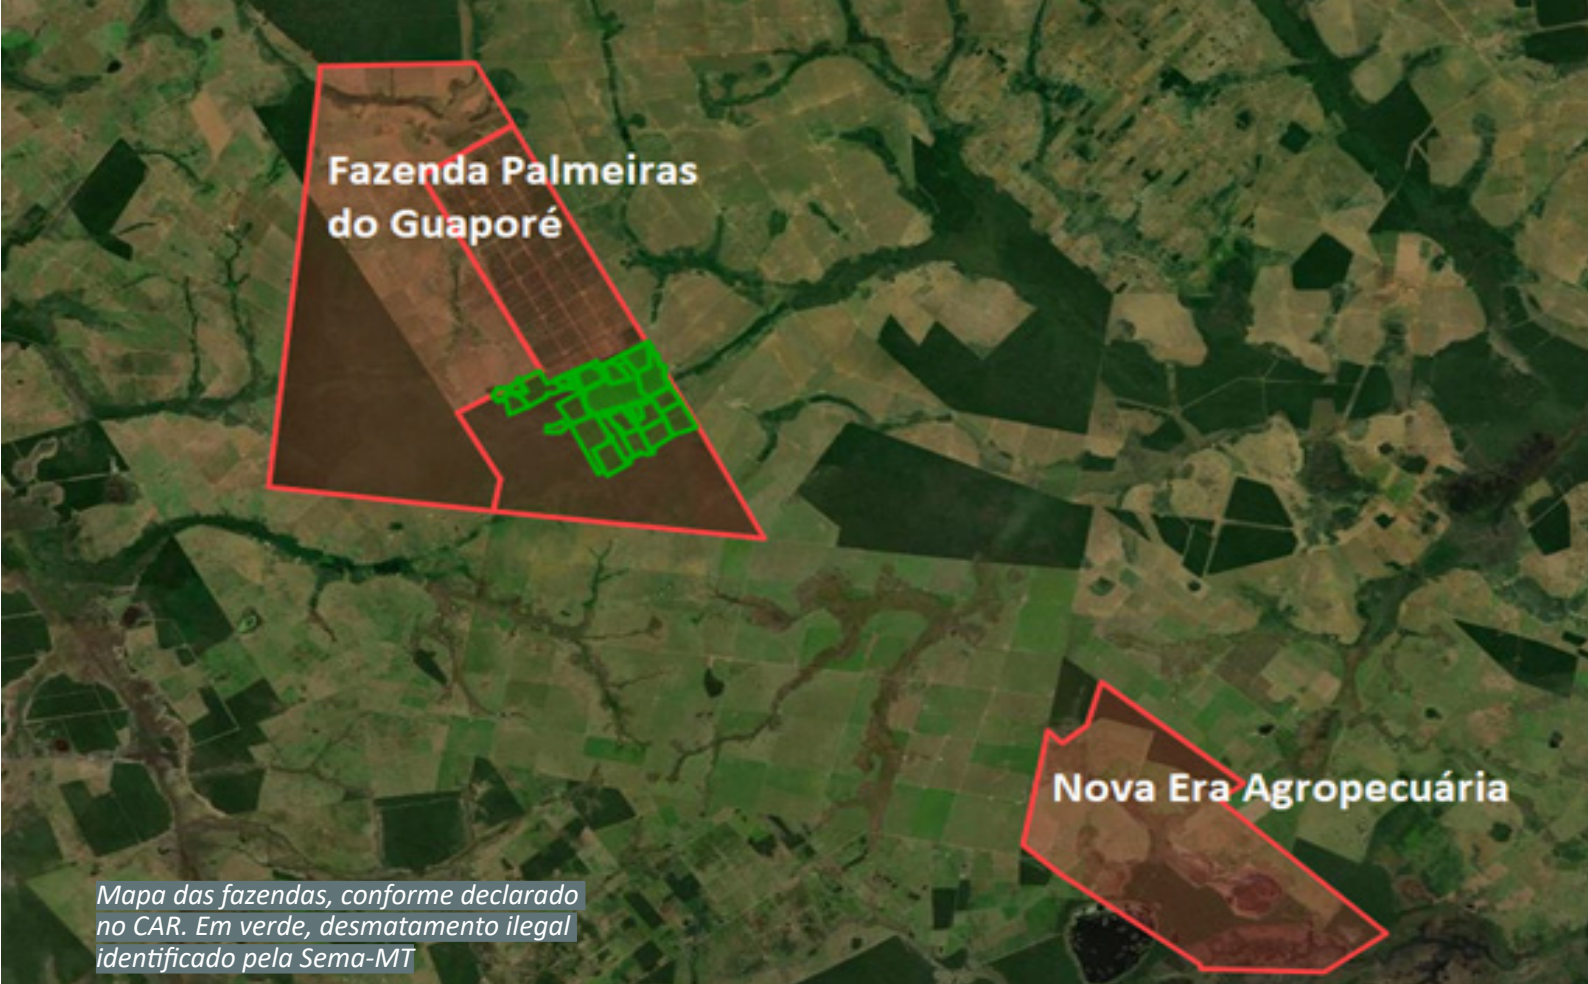 Fazenda Palmeiras
do Guaporé
Nova Era Agropecuária
Mapa das fazendas, conforme declarado
no CAR. Em verde, desmatamento ilegal
identificado pela Sema-MT